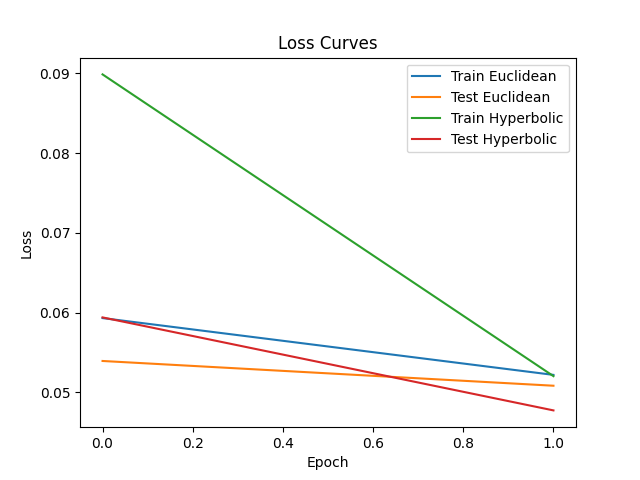 Loss Curves
0.09
0.08
0.07
0.06
0.05
Loss
Train Euclidean
Test Euclidean
Train Hyperbolic
Test Hyperbolic
0.0 0.2 0.4 0.6 0.8 1.0
Epoch